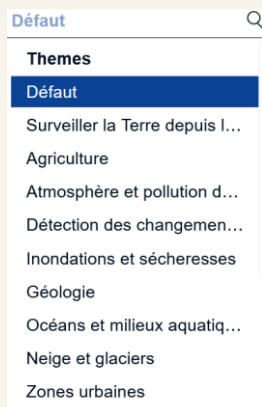 Défaut
Themes
Défaut
Surveiller la Terre depuis l...
Agriculture
Atmosphère et pollution d...
Détection des changemen...
Inondations et sécheresses
Géologie
Océans et milieux aquatiq...
Neige et glaciers
Zones urbaines